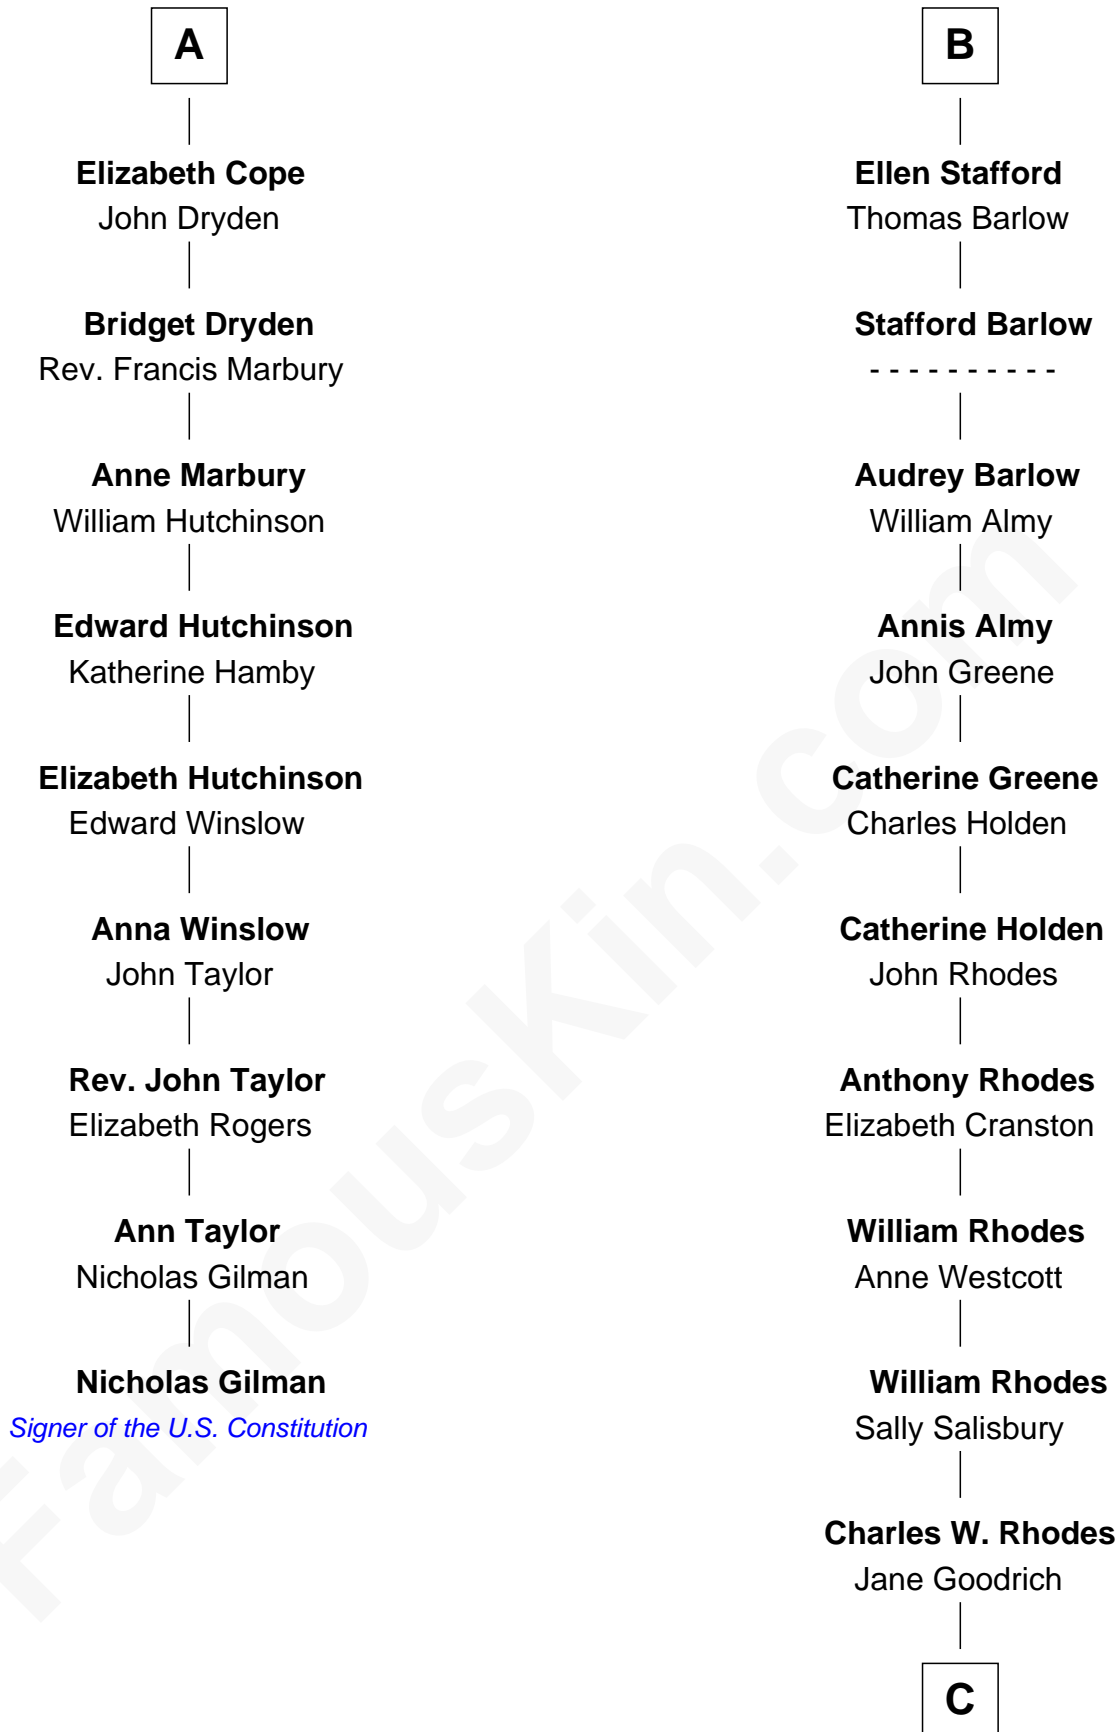 A
Elizabeth Cope
John Dryden
Bridget Dryden
Rev. Francis Marbury
Anne Marbury
William Hutchinson
Edward Hutchinson
Katherine Hamby
Elizabeth Hutchinson
Edward Winslow
Anna Winslow
John Taylor
Rev. John Taylor
Elizabeth Rogers
Ann Taylor
Nicholas Gilman
Nicholas Gilman
Signer of the U.S. Constitution
B
Ellen Stafford
Thomas Barlow
Stafford Barlow
- - - - - - - - - -
Audrey Barlow
William Almy
Annis Almy
John Greene
Catherine Greene
Charles Holden
Catherine Holden
John Rhodes
Anthony Rhodes
Elizabeth Cranston
William Rhodes
Anne Westcott
William Rhodes
Sally Salisbury
Charles W. Rhodes
Jane Goodrich
C
FamousKin.com